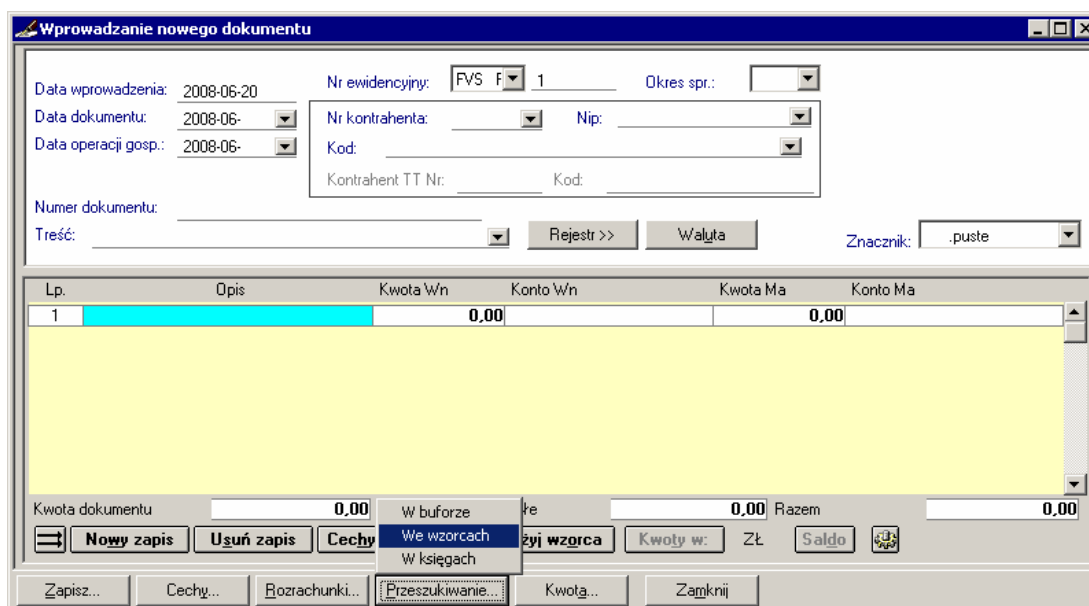 Wprowadzanie nowego dokumentu
Data wprowadzenia: 2008-06-20 Nr ewidencyjny: FVS F 1 Okres spr.:
Data dokumentu: 2008-06- Nr kontrahenta: Nip:
Data operacji gosp.: 2008-06- Kod:
Kontrahent TT Nr: Kod:
Numer dokumentu:
Treść: Rejestr >> Waluta Znacznik: .puste
Lp. Opis Kwota Wn Konto Wn Kwota Ma Konto Ma
1 0,00 0,00
Kwota dokumentu 0,00 0,00 Razem 0,00
W buforze
We wzorcach
W księgach
Nowy zapis Usuń zapis Cechy żyj wzorca Kwoty w: ZŁ Saldo
Zapisz... Cechy... Rozrachunki... Przeszukiwanie... Kwota... Zamknij